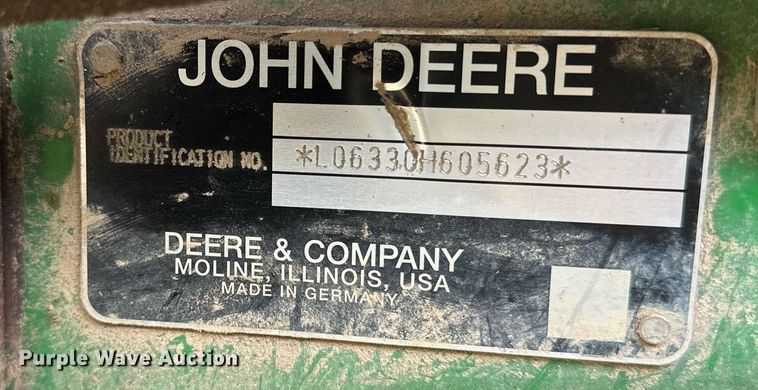 JOHN DEERE
PRODUCT
IDENTIFICATION NO.
*L06330H605623*
DEERE & COMPANY
MOLINE, ILLINOIS, USA
MADE IN GERMANY
Purple Wave Auction